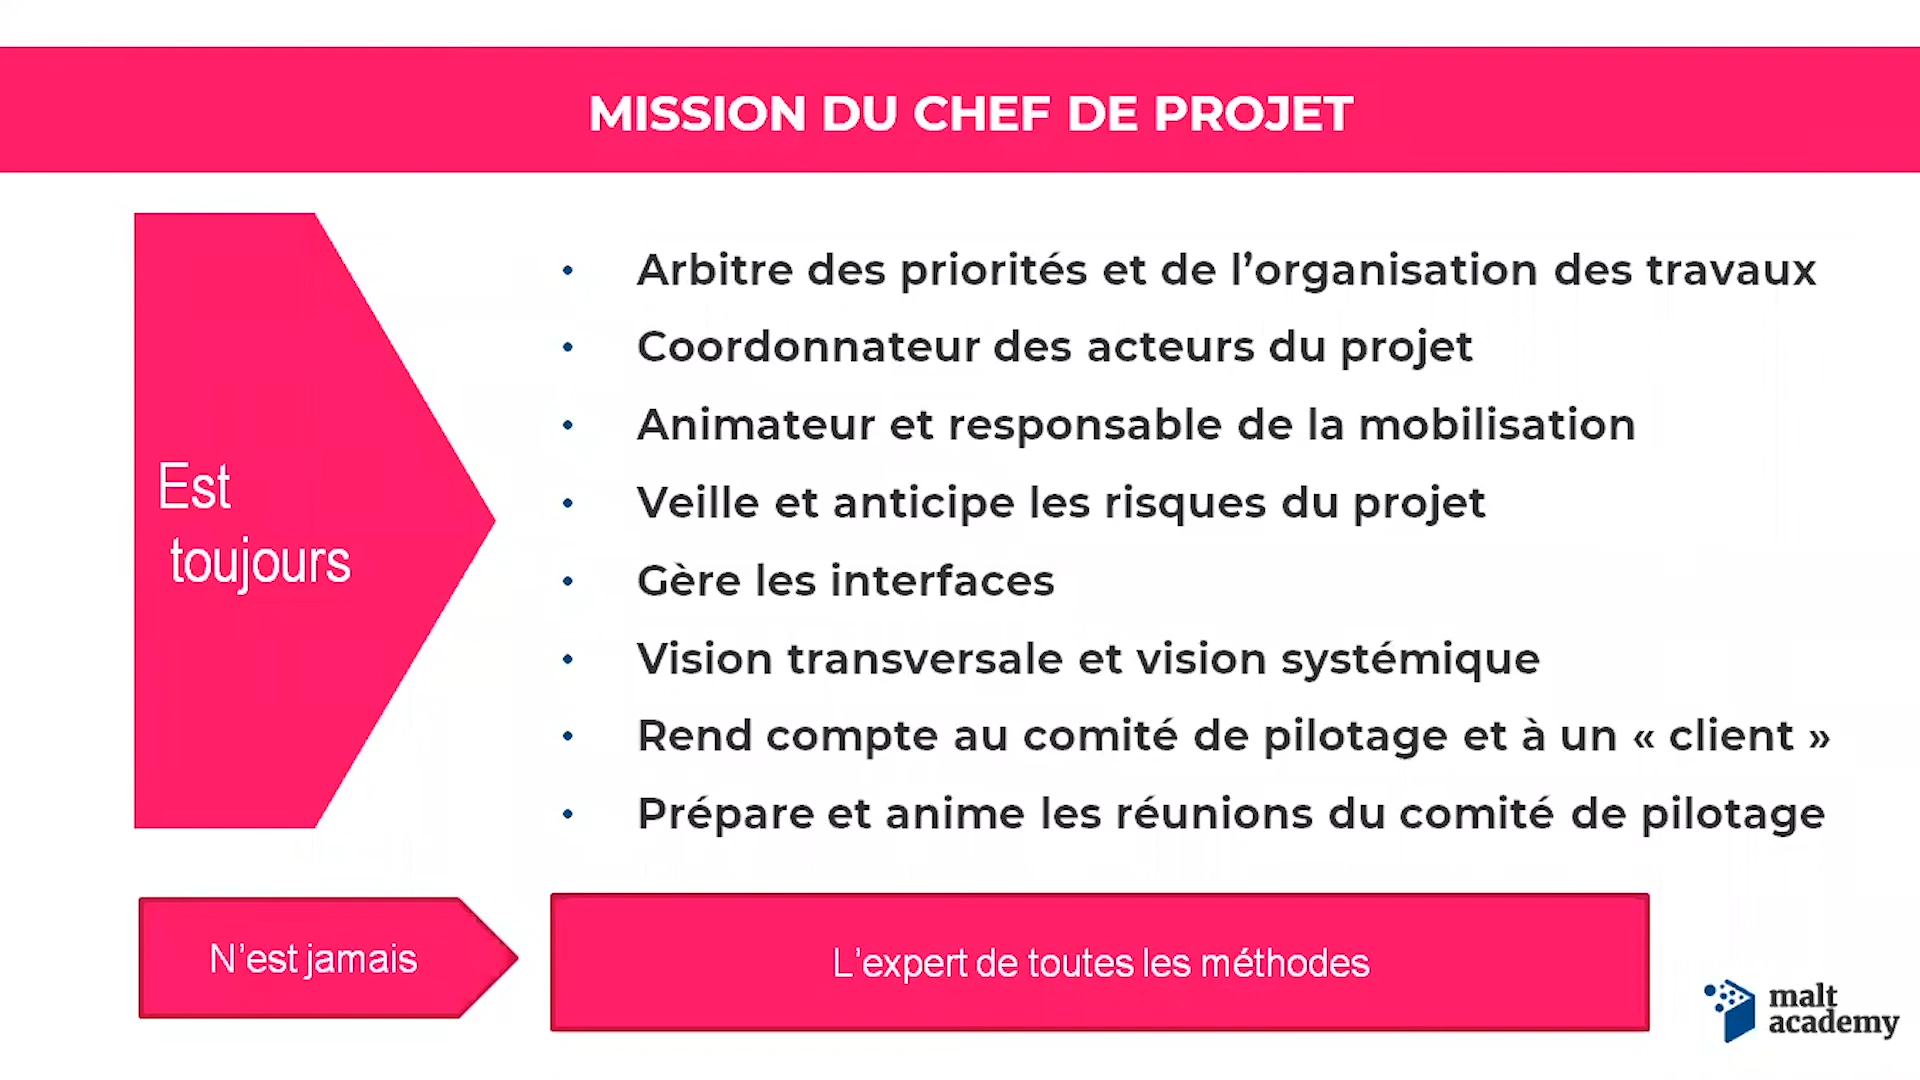 MISSION DU CHEF DE PROJET
Est
toujours
• Arbitre des priorités et de l’organisation des travaux
• Coordonnateur des acteurs du projet
• Animateur et responsable de la mobilisation
• Veille et anticipe les risques du projet
• Gère les interfaces
• Vision transversale et vision systémique
• Rend compte au comité de pilotage et à un « client »
• Prépare et anime les réunions du comité de pilotage
N’est jamais
L’expert de toutes les méthodes
malt
academy